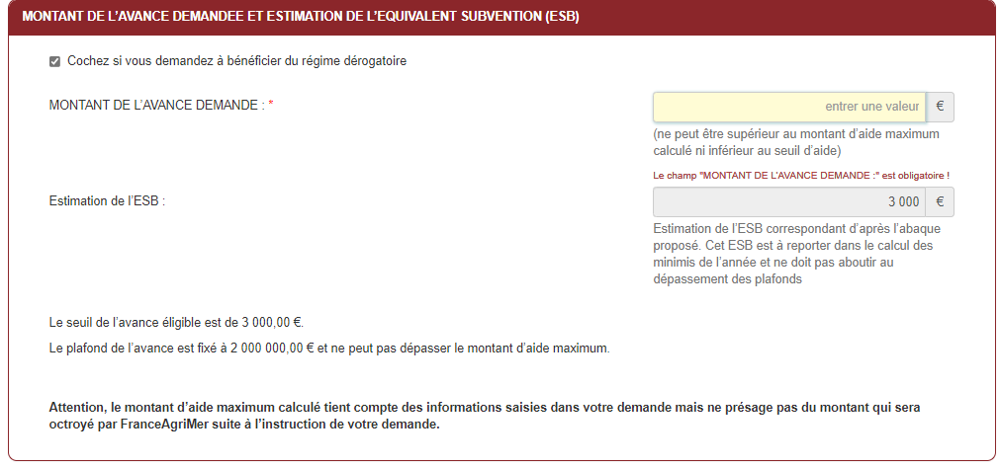 MONTANT DE L'AVANCE DEMANDEE ET ESTIMATION DE L'EQUIVALENT SUBVENTION (ESB)
Cochez si vous demandez à bénéficier du régime dérogatoire
MONTANT DE L'AVANCE DEMANDE : *
entrer une valeur €
(ne peut être supérieur au montant d'aide maximum
calculé ni inférieur au seuil d'aide)
Le champ "MONTANT DE L'AVANCE DEMANDE :" est obligatoire !
Estimation de l'ESB :
3 000 €
Estimation de l'ESB correspondant d'après l'abaque
proposé. Cet ESB est à reporter dans le calcul des
minimis de l'année et ne doit pas aboutir au
dépassement des plafonds
Le seuil de l'avance éligible est de 3 000,00 €.
Le plafond de l'avance est fixé à 2 000 000,00 € et ne peut pas dépasser le montant d'aide maximum.
Attention, le montant d'aide maximum calculé tient compte des informations saisies dans votre demande mais ne présage pas du montant qui sera
octroyé par FranceAgriMer suite à l'instruction de votre demande.